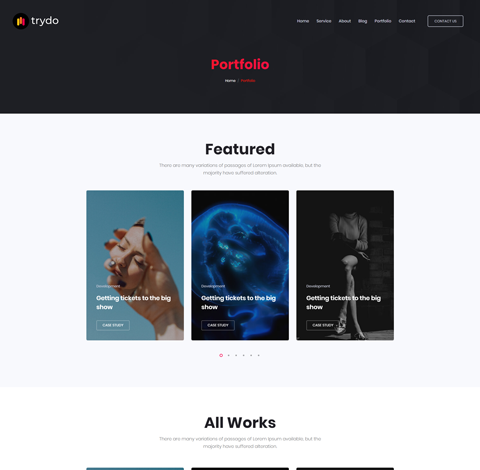 trydo
Home Service About Blog Portfolio Contact CONTACT US
Portfolio
Home / Portfolio
Featured
There are many variations of passages of Lorem Ipsum available, but the
majority have suffered alteration.
Development
Getting tickets to the big
show
CASE STUDY
Development
Getting tickets to the big
show
CASE STUDY
Development
Getting tickets to the big
show
CASE STUDY
All Works
There are many variations of passages of Lorem Ipsum available, but the
majority have suffered alteration.